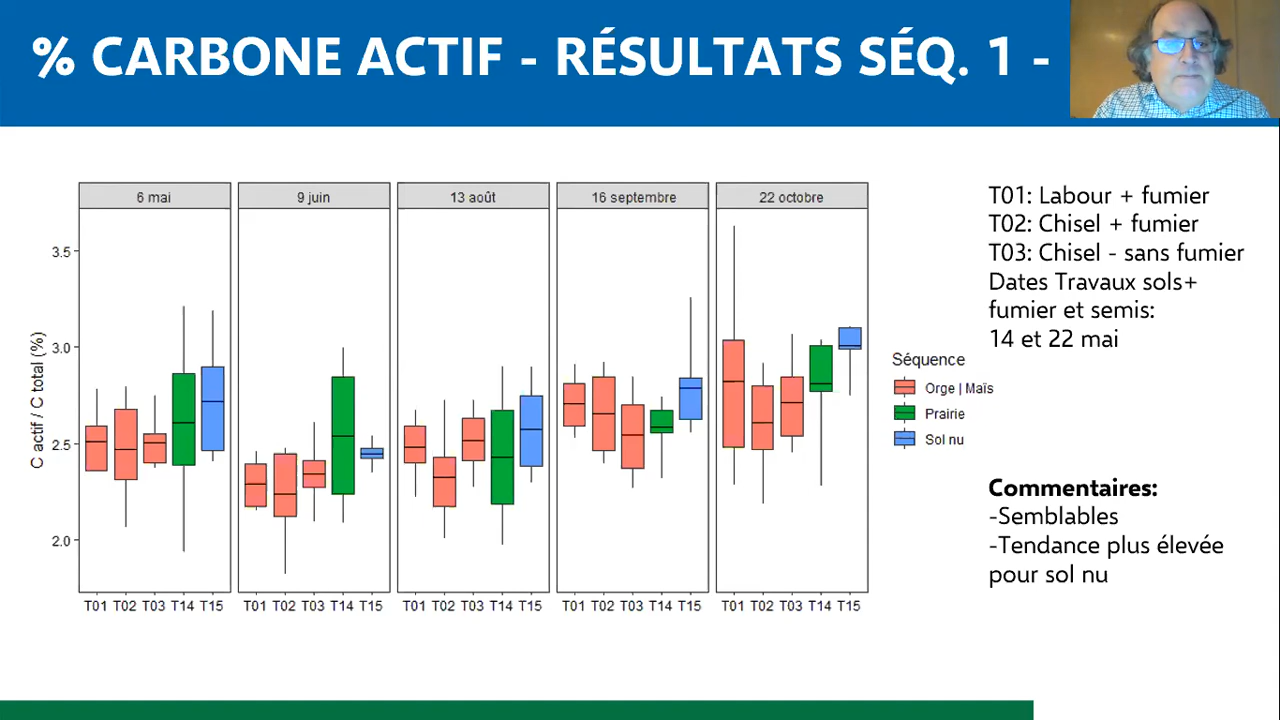 % CARBONE ACTIF - RÉSULTATS SÉQ. 1 -
6 mai
9 juin
13 août
16 septembre
22 octobre
C actif / C total (%)
3.5
3.0
2.5
2.0
T01 T02 T03 T14 T15
T01 T02 T03 T14 T15
T01 T02 T03 T14 T15
T01 T02 T03 T14 T15
T01 T02 T03 T14 T15
Séquence
Orge | Maïs
Prairie
Sol nu
T01: Labour + fumier
T02: Chisel + fumier
T03: Chisel - sans fumier
Dates Travaux sols+
fumier et semis:
14 et 22 mai
Commentaires:
-Semblables
-Tendance plus élevée
pour sol nu